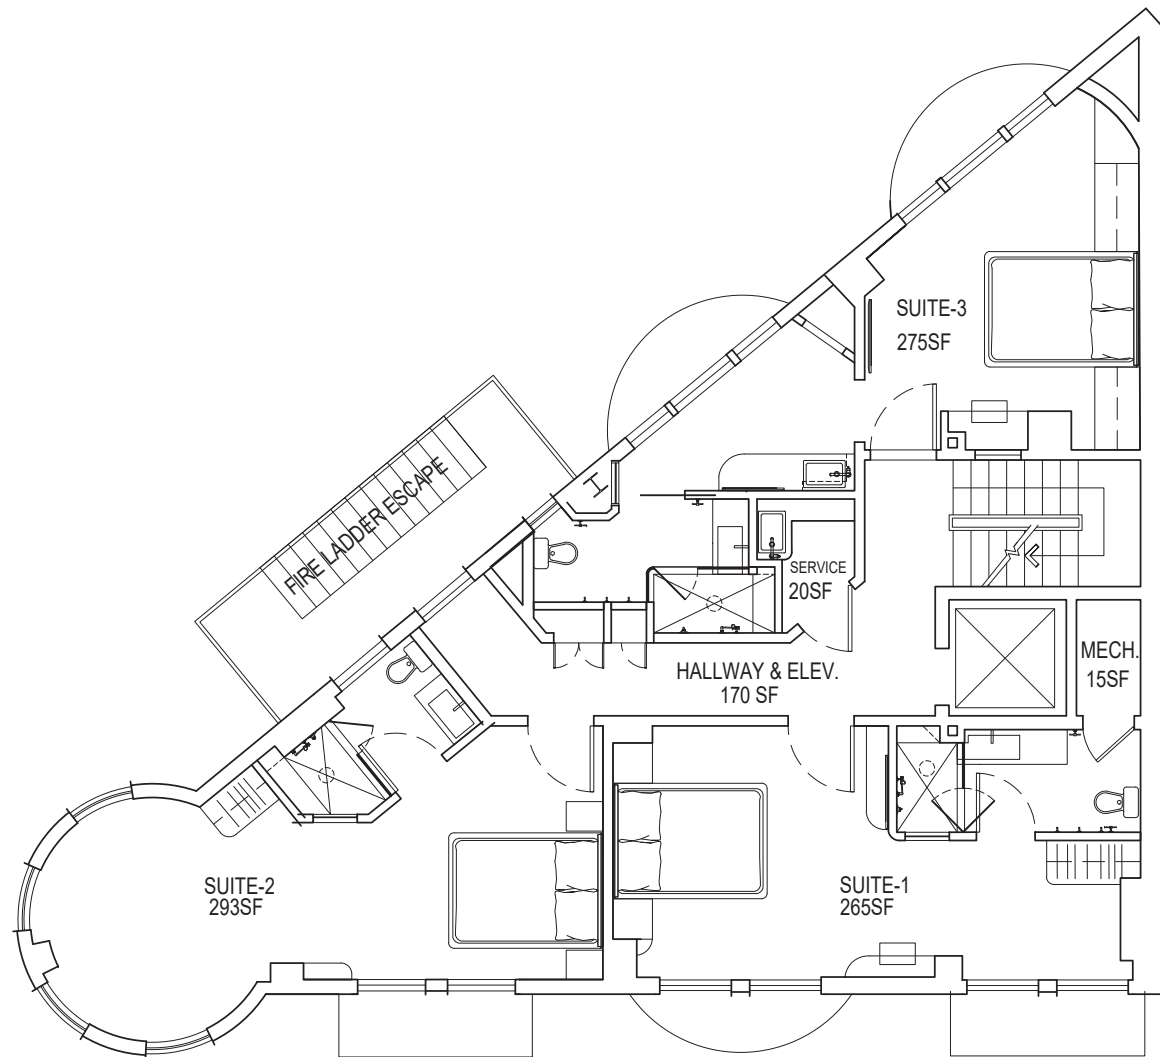 SUITE-3
275SF
FIRE LADDER ESCAPE
SERVICE
20SF
HALLWAY & ELEV.
170 SF
MECH.
15SF
SUITE-2
293SF
SUITE-1
265SF